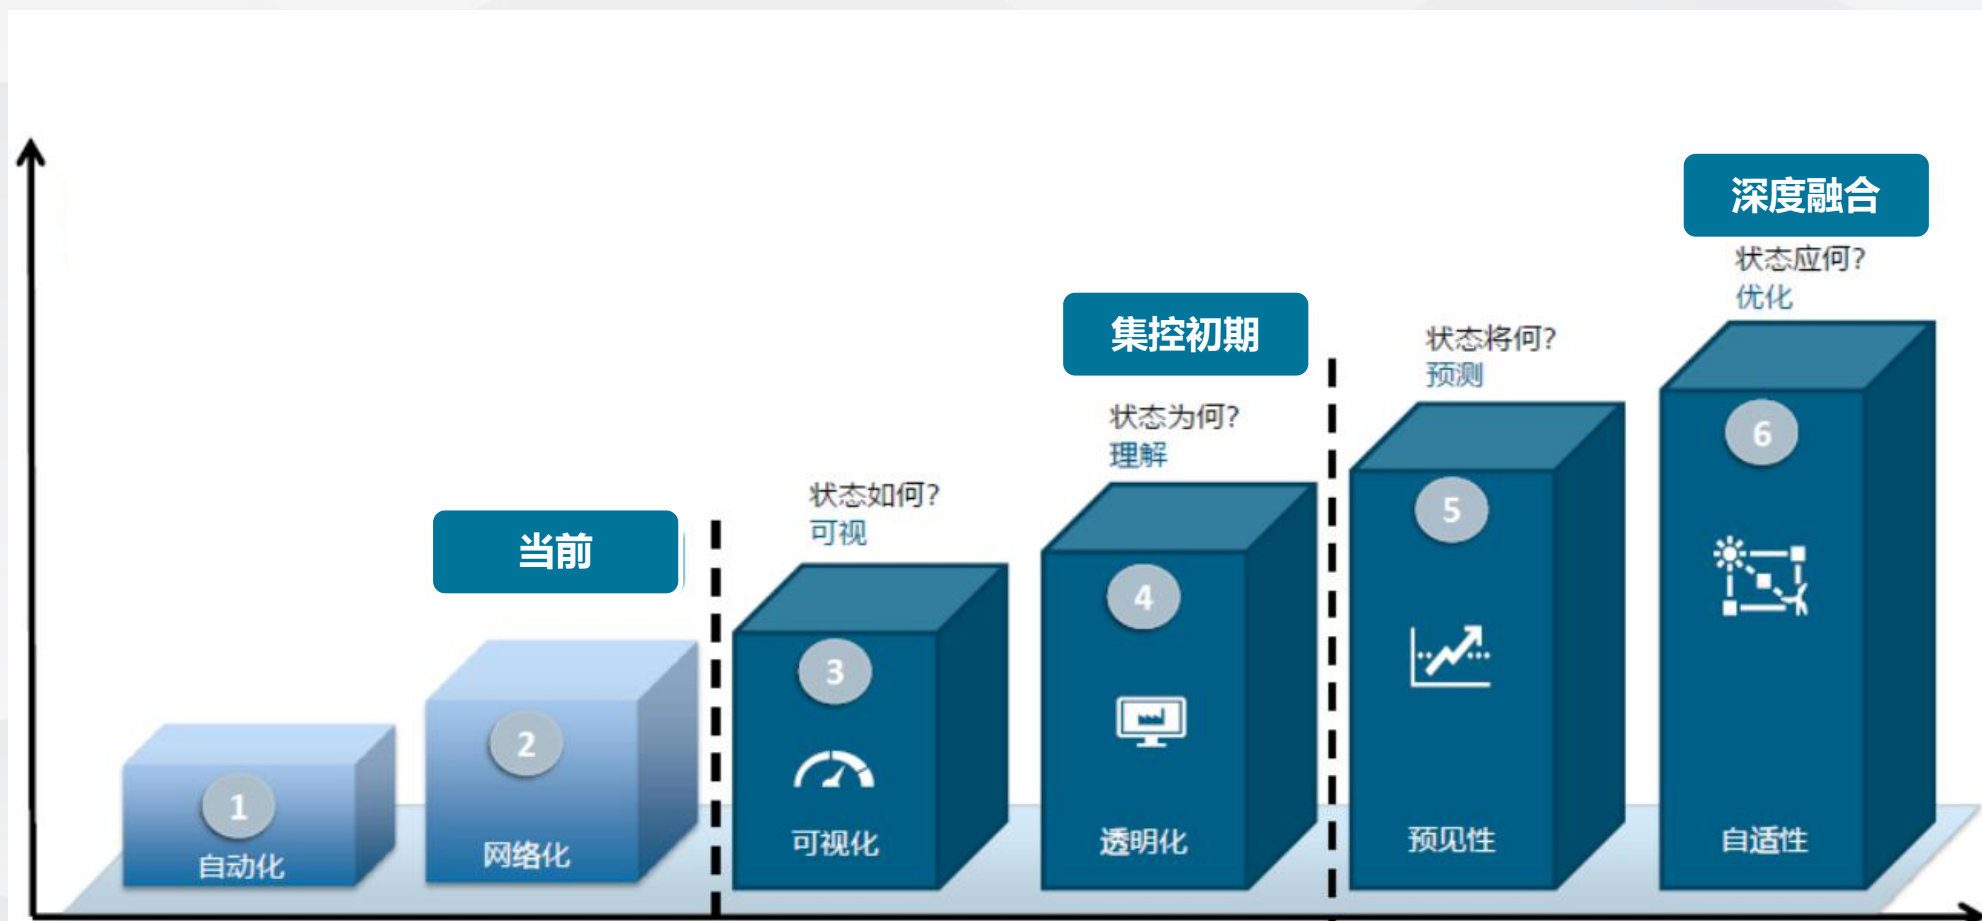 当前
1
自动化
2
网络化
状态如何?
可视
3
可视化
集控初期
状态为何?
理解
4
透明化
状态将何?
预测
5
预见性
深度融合
状态应何?
优化
6
自适性